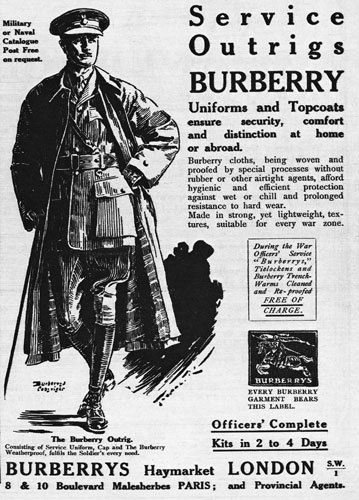 Military
or Naval
Catalogue
Post Free
on request.
Service
Outrigs
BURBERRY
Uniforms and Topcoats
ensure security, comfort
and distinction at home
or abroad.
Burberry cloths, being woven and
proofed by special processes without
rubber or other airtight agents, afford
hygienic and efficient protection
against wet or chill and prolonged
resistance to hard wear.
Made in strong, yet lightweight, tex-
tures, suitable for every war zone.
During the War
Officers' Service
"Burberrys,"
Tielockens and
Burberry Trench-
Warms Cleaned
and Re-proofed
FREE OF
CHARGE.
BURBERRYS
EVERY BURBERRY
GARMENT BEARS
THIS LABEL.
Officers' Complete
Kits in 2 to 4 Days
Burberrys
Copyright
The Burberry Outrig.
Consisting of Service Uniform, Cap and The Burberry
Weatherproof, fulfils the Soldier's every need.
BURBERRYS Haymarket LONDON S.W. 1
8 & 10 Boulevard Malesherbes PARIS; and Provincial Agents.